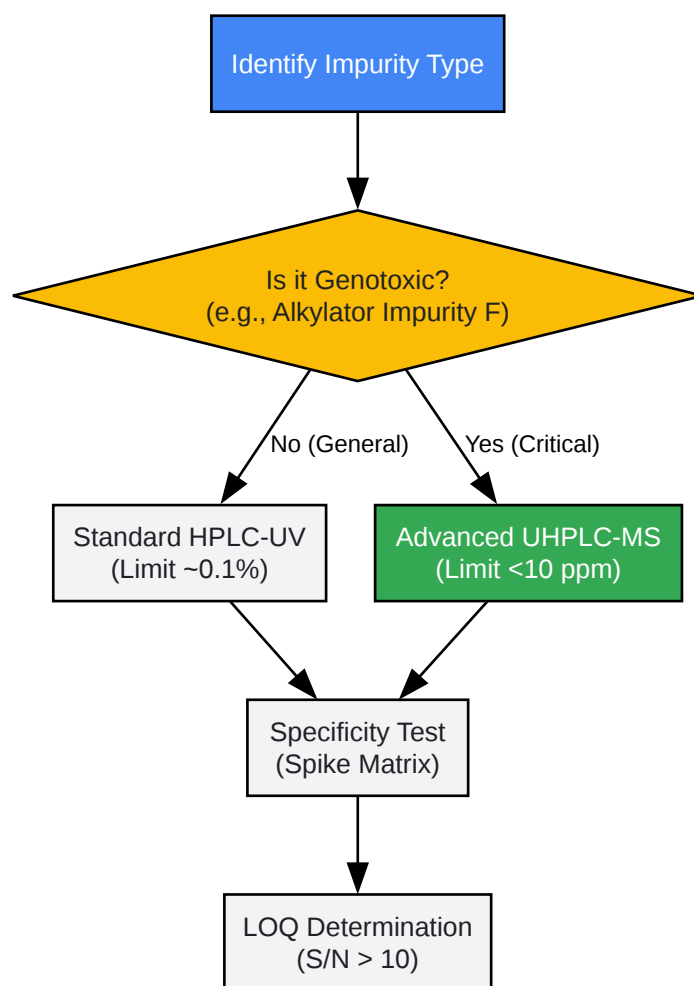 Identify Impurity Type
Is it Genotoxic?
(e.g., Alkylator Impurity F)
No (General)
Yes (Critical)
Standard HPLC-UV
(Limit ~0.1%)
Advanced UHPLC-MS
(Limit <10 ppm)
Specificity Test
(Spike Matrix)
LOQ Determination
(S/N > 10)